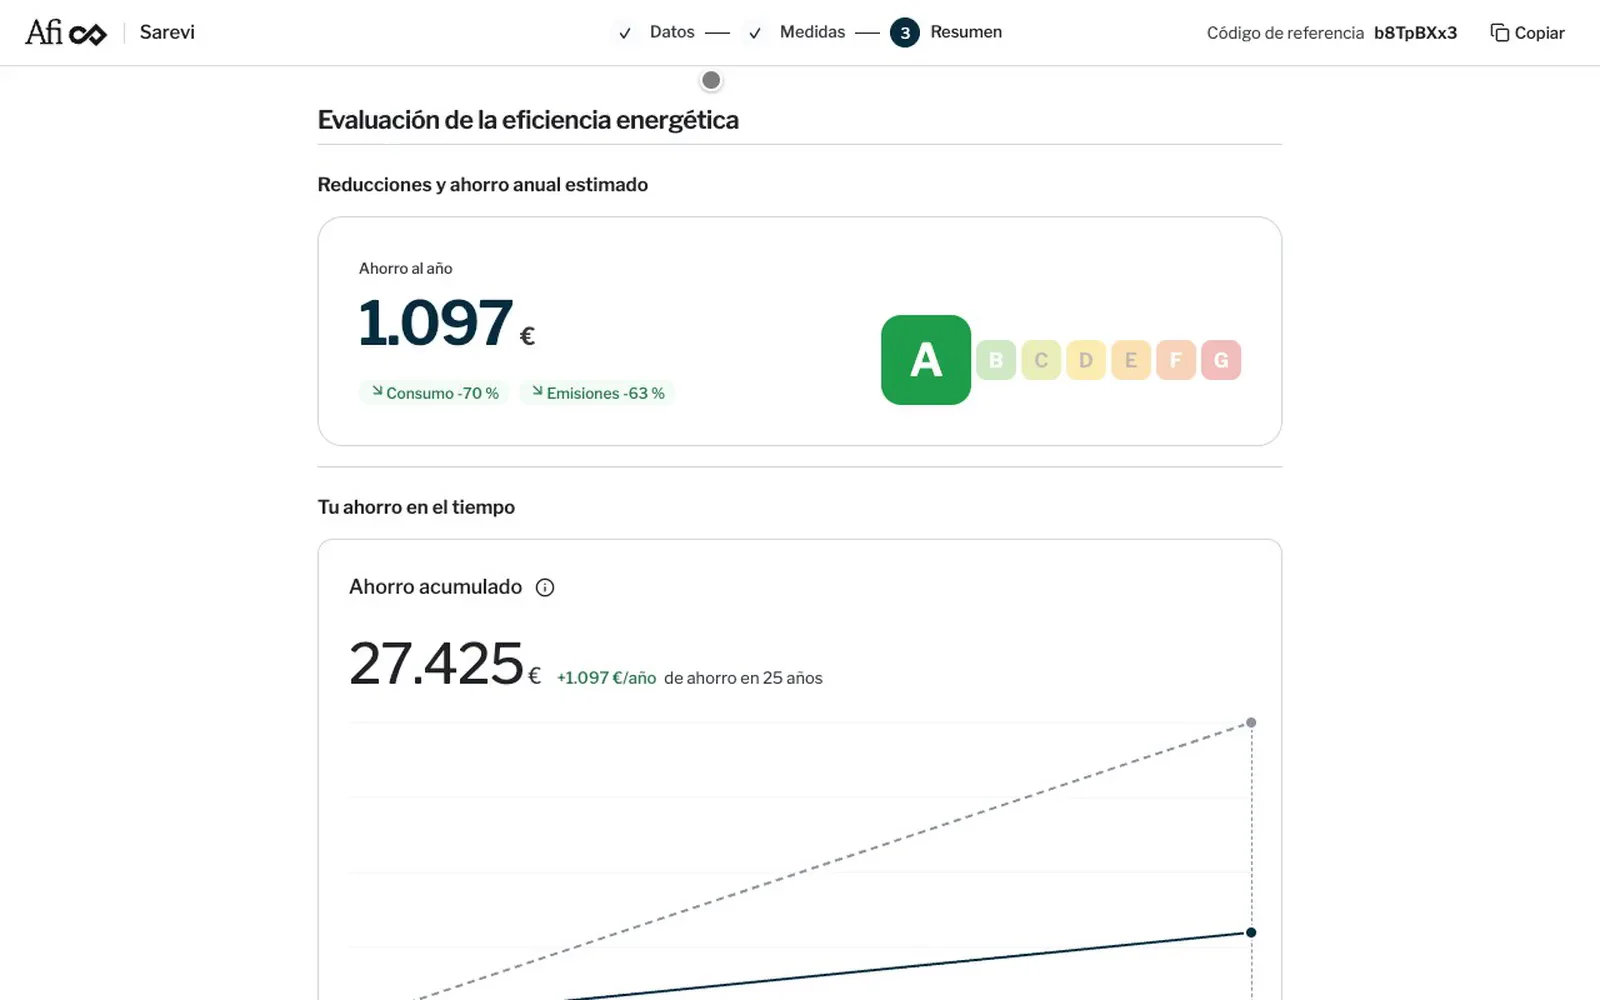 Afi Sarevi
Datos Medidas 3 Resumen
Código de referencia b8TpBXx3 Copiar
Evaluación de la eficiencia energética
Reducciones y ahorro anual estimado
Ahorro al año
1.097 €
Consumo -70 % Emisiones -63 %
A B C D E F G
Tu ahorro en el tiempo
Ahorro acumulado
27.425 € +1.097 €/año de ahorro en 25 años